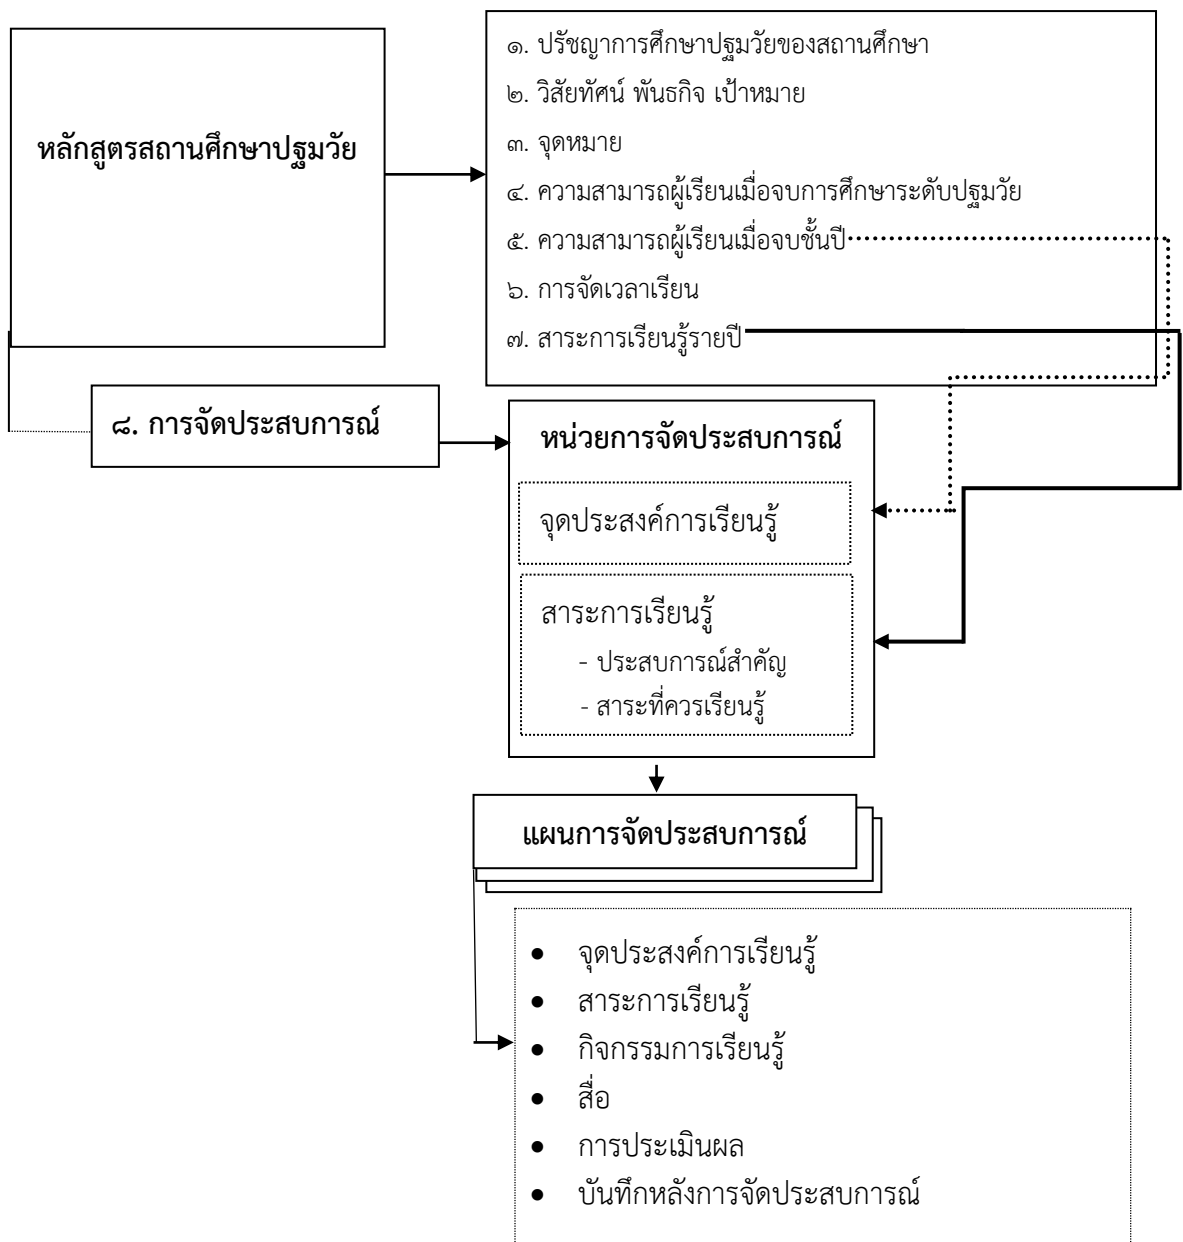 หลักสูตรสถานศึกษาปฐมวัย
๑. ปรัชญาการศึกษาปฐมวัยของสถานศึกษา
๒. วิสัยทัศน์ พันธกิจ เป้าหมาย
๓. จุดหมาย
๔. ความสามารถผู้เรียนเมื่อจบการศึกษาระดับปฐมวัย
๕. ความสามารถผู้เรียนเมื่อจบชั้นปี
๖. การจัดเวลาเรียน
๗. สาระการเรียนรู้รายปี
๘. การจัดประสบการณ์
หน่วยการจัดประสบการณ์
จุดประสงค์การเรียนรู้
สาระการเรียนรู้
- ประสบการณ์สำคัญ
- สาระที่ควรเรียนรู้
แผนการจัดประสบการณ์
• จุดประสงค์การเรียนรู้
• สาระการเรียนรู้
• กิจกรรมการเรียนรู้
• สื่อ
• การประเมินผล
• บันทึกหลังการจัดประสบการณ์